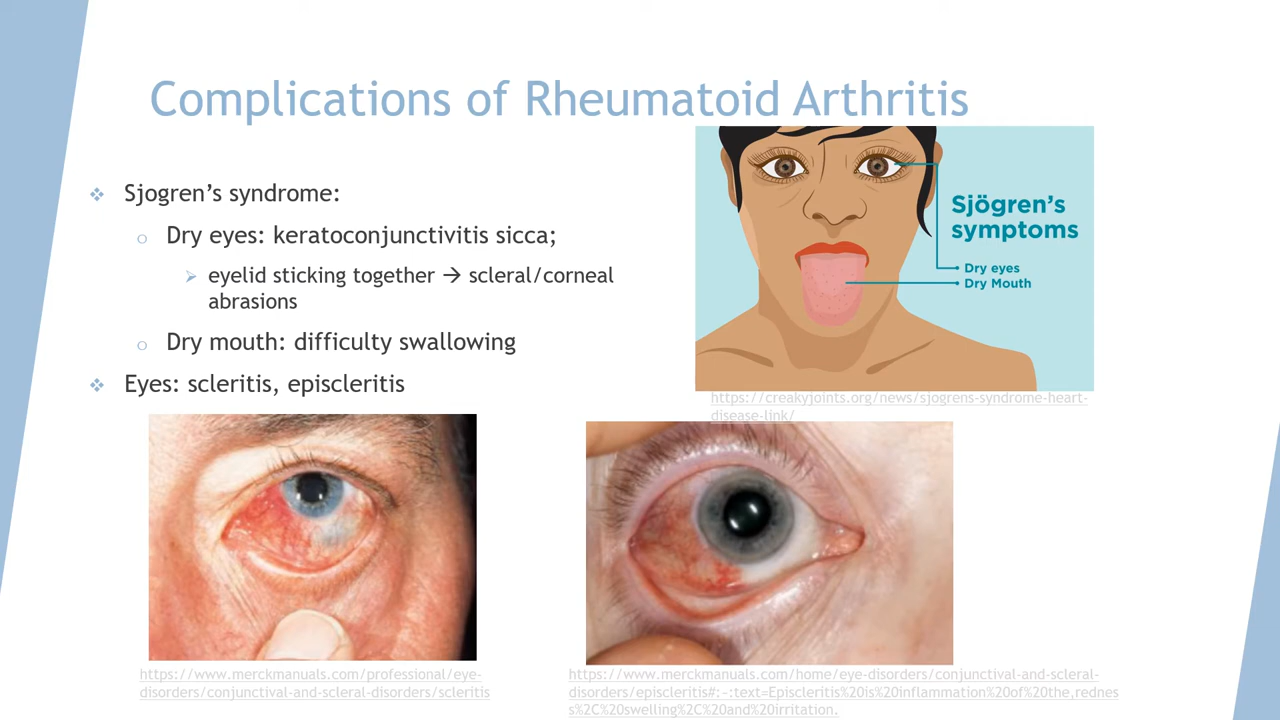 Complications of Rheumatoid Arthritis
Sjogren’s syndrome:
Dry eyes: keratoconjunctivitis sicca;
eyelid sticking together → scleral/corneal
abrasions
Dry mouth: difficulty swallowing
Eyes: scleritis, episcleritis
Sjögren’s
symptoms
Dry eyes
Dry Mouth
https://creakyjoints.org/news/sjogrens-syndrome-heart-
disease-link/
https://www.merckmanuals.com/professional/eye-
disorders/conjunctival-and-scleral-disorders/scleritis
https://www.merckmanuals.com/home/eye-disorders/conjunctival-and-scleral-
disorders/episcleritis#:~:text=Episcleritis%20is%20inflammation%20of%20the,rednes
s%2C%20swelling%2C%20and%20irritation.